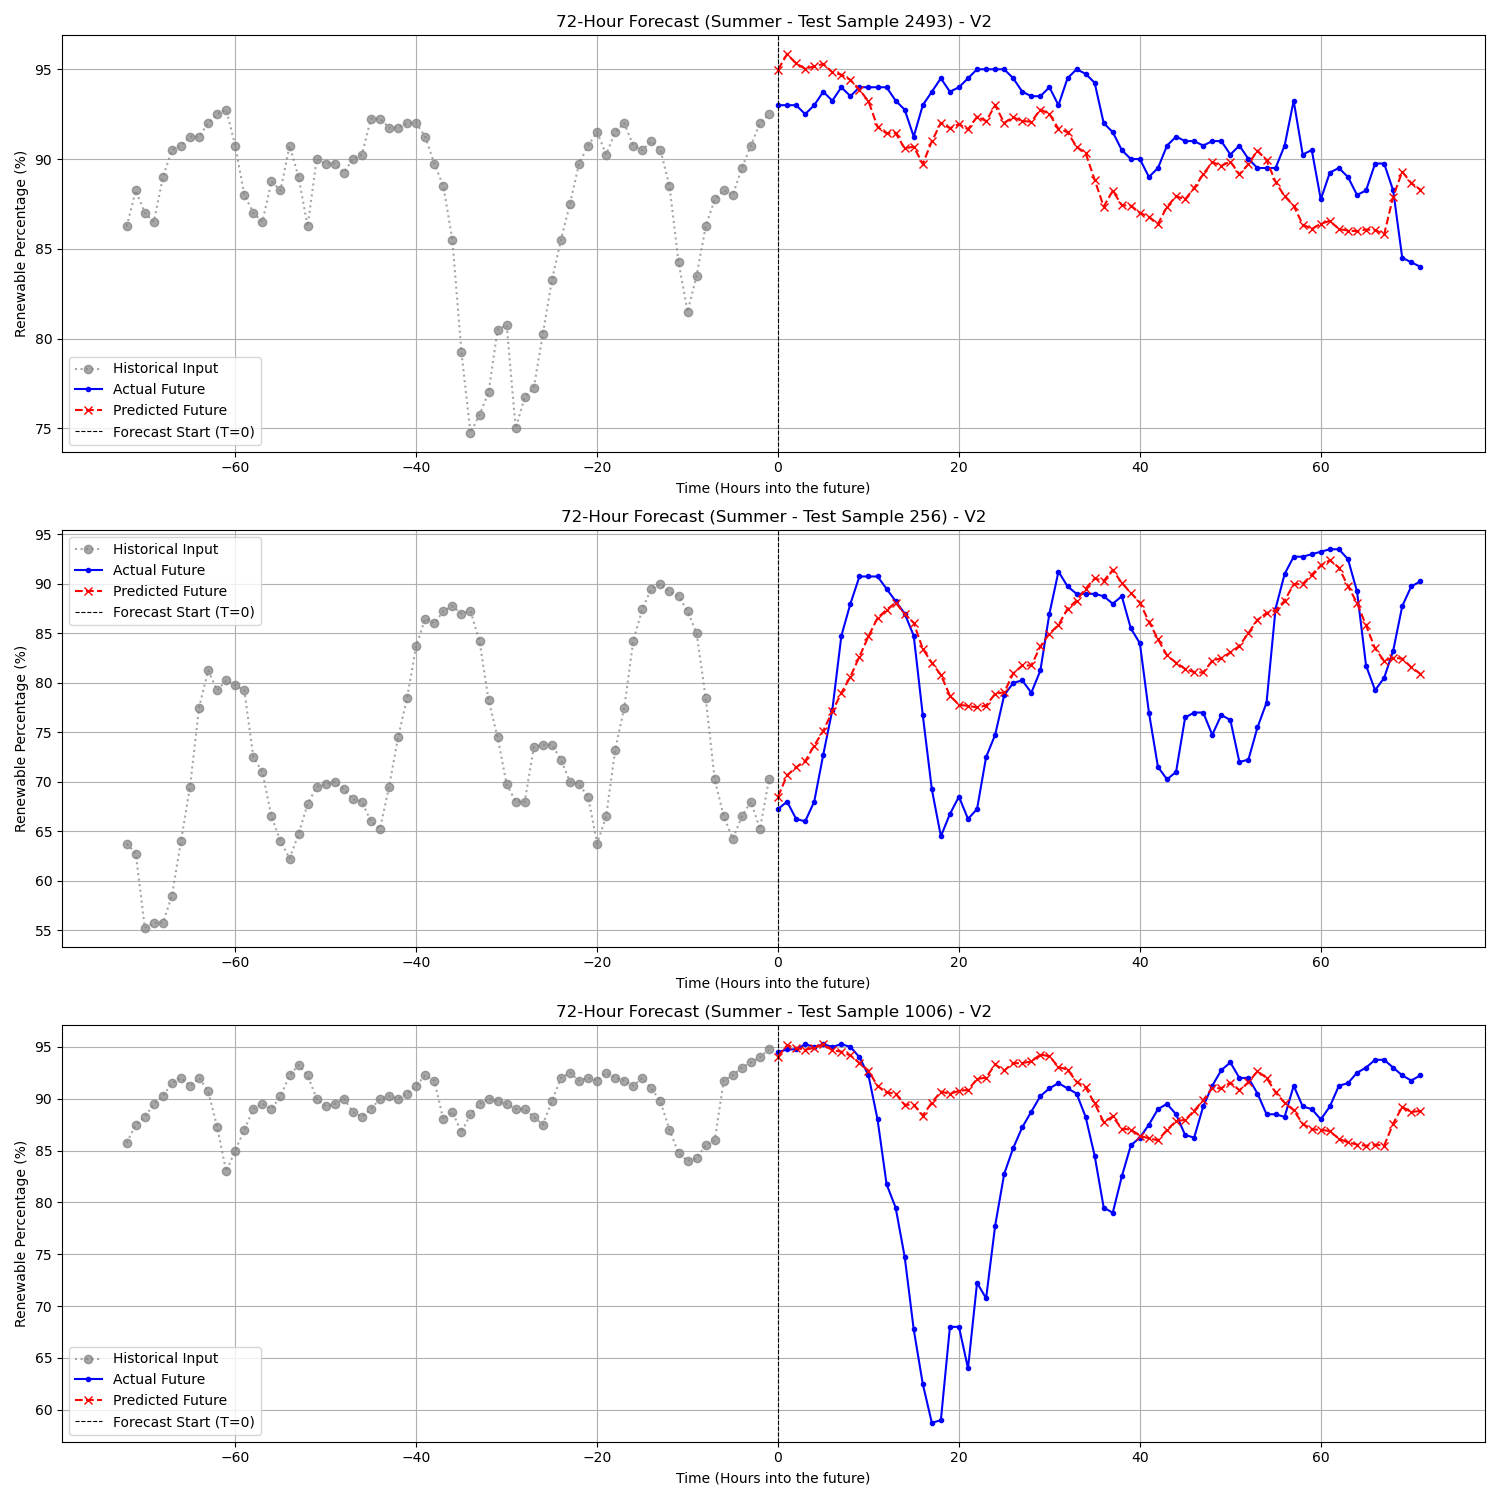 72-Hour Forecast (Summer - Test Sample 2493) - V2
Renewable Percentage (%)
95
90
85
80
75
Historical Input
Actual Future
Predicted Future
Forecast Start (T=0)
−60
−40
−20
0
20
40
60
Time (Hours into the future)
72-Hour Forecast (Summer - Test Sample 256) - V2
Renewable Percentage (%)
95
90
85
80
75
70
65
60
55
Historical Input
Actual Future
Predicted Future
Forecast Start (T=0)
−60
−40
−20
0
20
40
60
Time (Hours into the future)
72-Hour Forecast (Summer - Test Sample 1006) - V2
Renewable Percentage (%)
95
90
85
80
75
70
65
60
Historical Input
Actual Future
Predicted Future
Forecast Start (T=0)
−60
−40
−20
0
20
40
60
Time (Hours into the future)